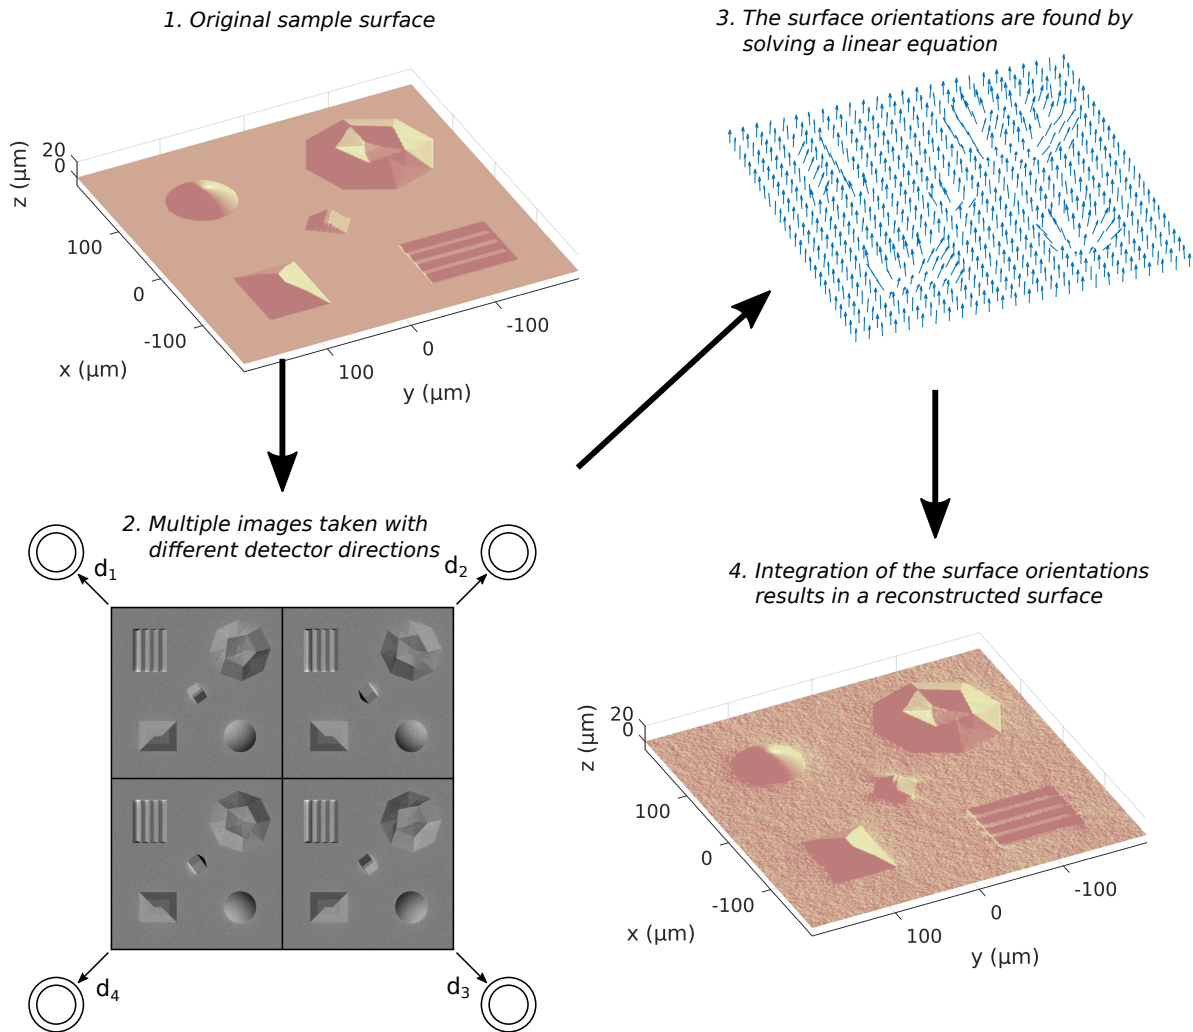 1. Original sample surface
20
0
z (μm)
100
0
-100
x (μm)
100
0
-100
y (μm)
2. Multiple images taken with
different detector directions
d1
d2
d4
d3
3. The surface orientations are found by
solving a linear equation
4. Integration of the surface orientations
results in a reconstructed surface
20
0
z (μm)
100
0
-100
x (μm)
100
0
-100
y (μm)